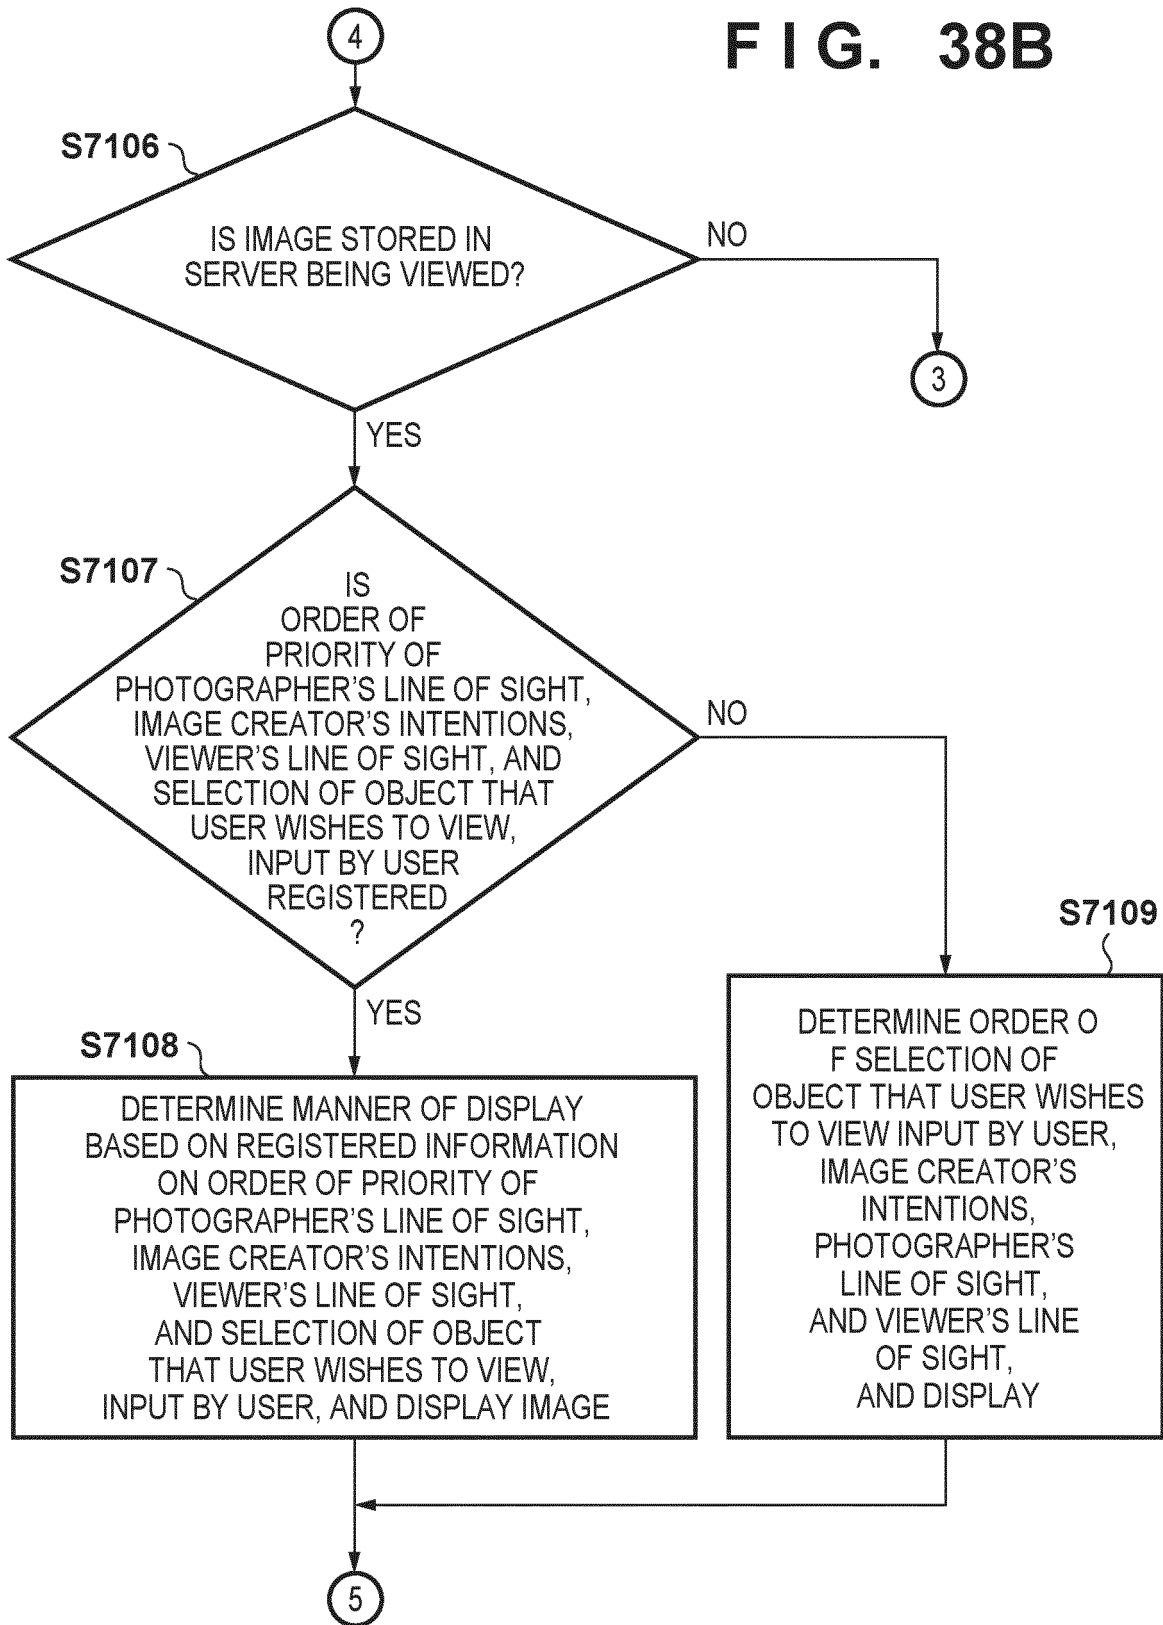 4
F I G. 38B
S7106
IS IMAGE STORED IN
SERVER BEING VIEWED?
NO
3
YES
S7107
IS
ORDER OF
PRIORITY OF
PHOTOGRAPHER'S LINE OF SIGHT,
IMAGE CREATOR'S INTENTIONS,
VIEWER'S LINE OF SIGHT, AND
SELECTION OF OBJECT THAT
USER WISHES TO VIEW,
INPUT BY USER
REGISTERED
?
NO
YES
S7108
DETERMINE MANNER OF DISPLAY
BASED ON REGISTERED INFORMATION
ON ORDER OF PRIORITY OF
PHOTOGRAPHER'S LINE OF SIGHT,
IMAGE CREATOR'S INTENTIONS,
VIEWER'S LINE OF SIGHT,
AND SELECTION OF OBJECT
THAT USER WISHES TO VIEW,
INPUT BY USER, AND DISPLAY IMAGE
S7109
DETERMINE ORDER O
F SELECTION OF
OBJECT THAT USER WISHES
TO VIEW INPUT BY USER,
IMAGE CREATOR'S
INTENTIONS,
PHOTOGRAPHER'S
LINE OF SIGHT,
AND VIEWER'S LINE
OF SIGHT,
AND DISPLAY
5